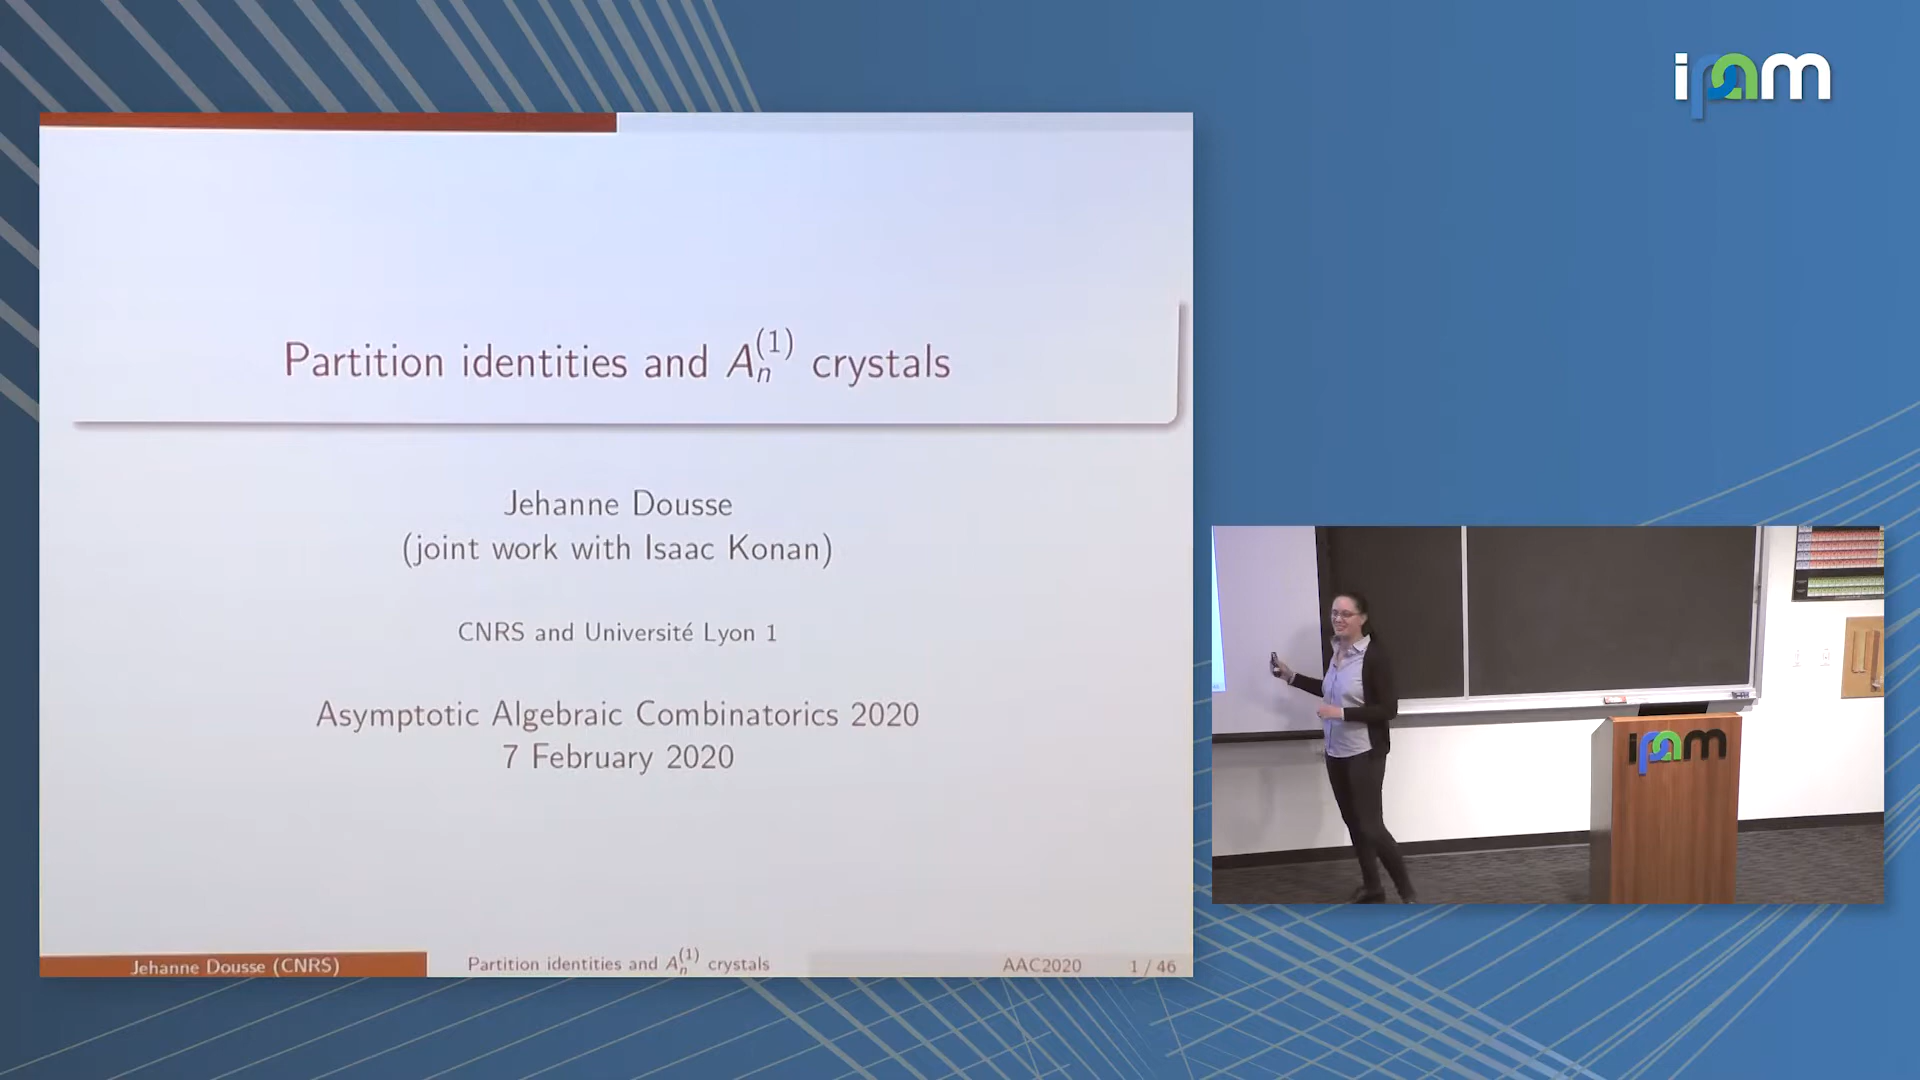 ipam
Partition identities and A_n^(1) crystals
Jehanne Dousse
(joint work with Isaac Konan)
CNRS and Université Lyon 1
Asymptotic Algebraic Combinatorics 2020
7 February 2020
Jehanne Dousse (CNRS)
Partition identities and A_n^(1) crystals
AAC2020
1 / 46
ipam